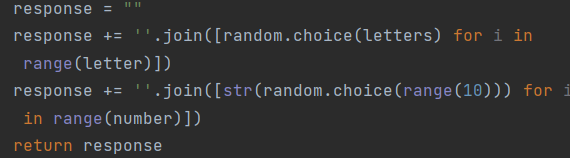 response = ""
response += ''.join([random.choice(letters) for i in
range(letter)])
response += ''.join([str(random.choice(range(10))) for i
in range(number)])
return response